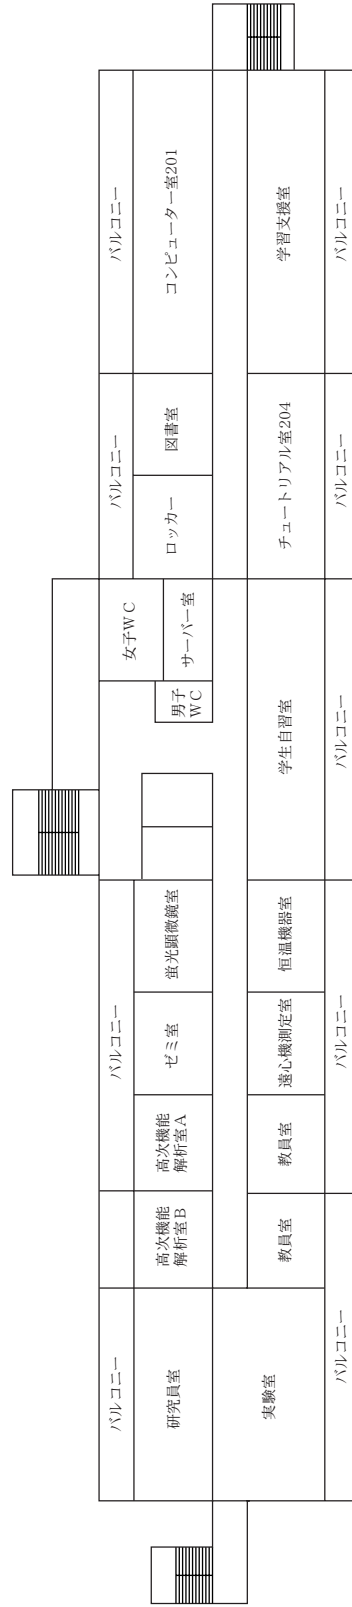 バルコニー
バルコニー
バルコニー
バルコニー
研究員室
高次機能
解析室B
高次機能
解析室A
ゼミ室
蛍光顕微鏡室
男子
WC
女子WC
サーバー室
ロッカー
図書室
コンピューター室201
実験室
教員室
教員室
遠心機測定室
恒温機器室
学生自習室
チュートリアル室204
学習支援室
バルコニー
バルコニー
バルコニー
バルコニー
バルコニー